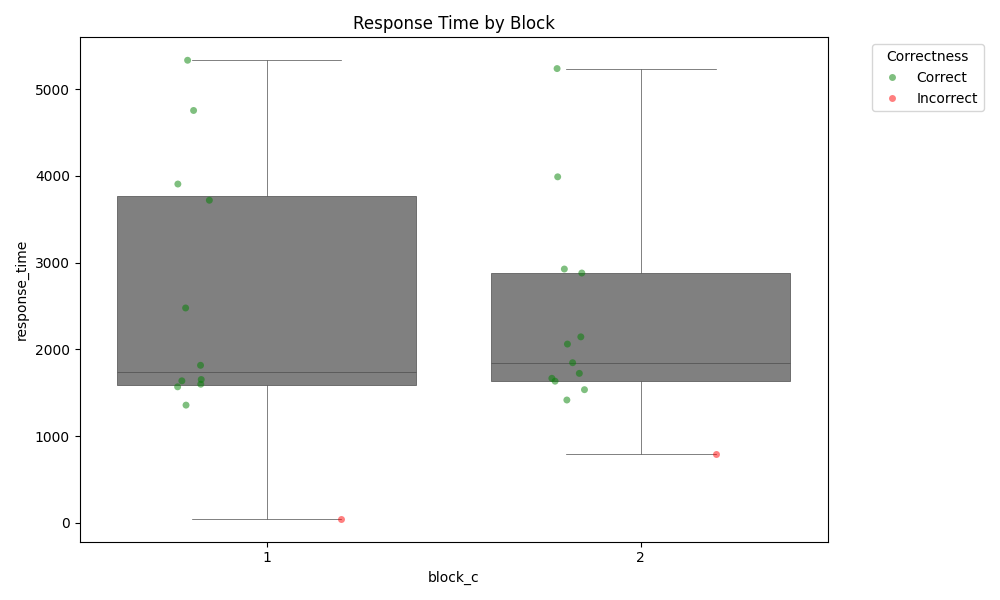 Response Time by Block
Correctness
Correct
Incorrect
response_time
5000
4000
3000
2000
1000
0
1
2
block_c